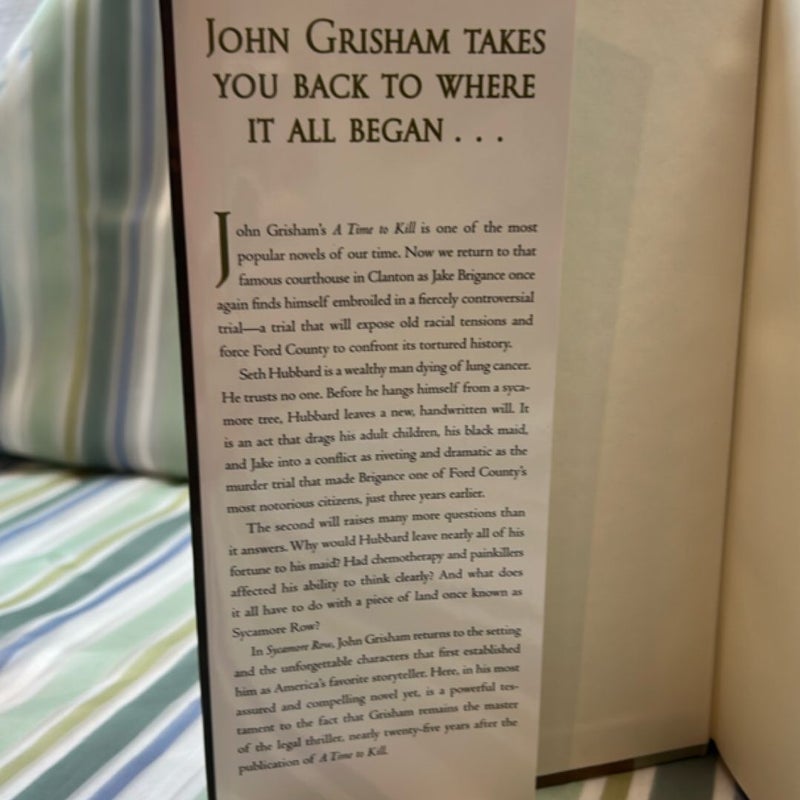 JOHN GRISHAM TAKES
YOU BACK TO WHERE
IT ALL BEGAN . . .
John Grisham's A Time to Kill is one of the most
popular novels of our time. Now we return to that
famous courthouse in Clanton as Jake Brigance once
again finds himself embroiled in a fiercely controversial
trial—a trial that will expose old racial tensions and
force Ford County to confront its tortured history.
Seth Hubbard is a wealthy man dying of lung cancer.
He trusts no one. Before he hangs himself from a syca-
more tree, Hubbard leaves a new, handwritten will. It
is an act that drags his adult children, his black maid,
and Jake into a conflict as riveting and dramatic as the
murder trial that made Brigance one of Ford County's
most notorious citizens, just three years earlier.
The second will raises many more questions than
it answers. Why would Hubbard leave nearly all of his
fortune to his maid? Had chemotherapy and painkillers
affected his ability to think clearly? And what does
it all have to do with a piece of land once known as
Sycamore Row?
In Sycamore Row, John Grisham returns to the setting
and the unforgettable characters that first established
him as America's favorite storyteller. Here, in his most
assured and compelling novel yet, is a powerful tes-
tament to the fact that Grisham remains the master
of the legal thriller, nearly twenty-five years after the
publication of A Time to Kill.